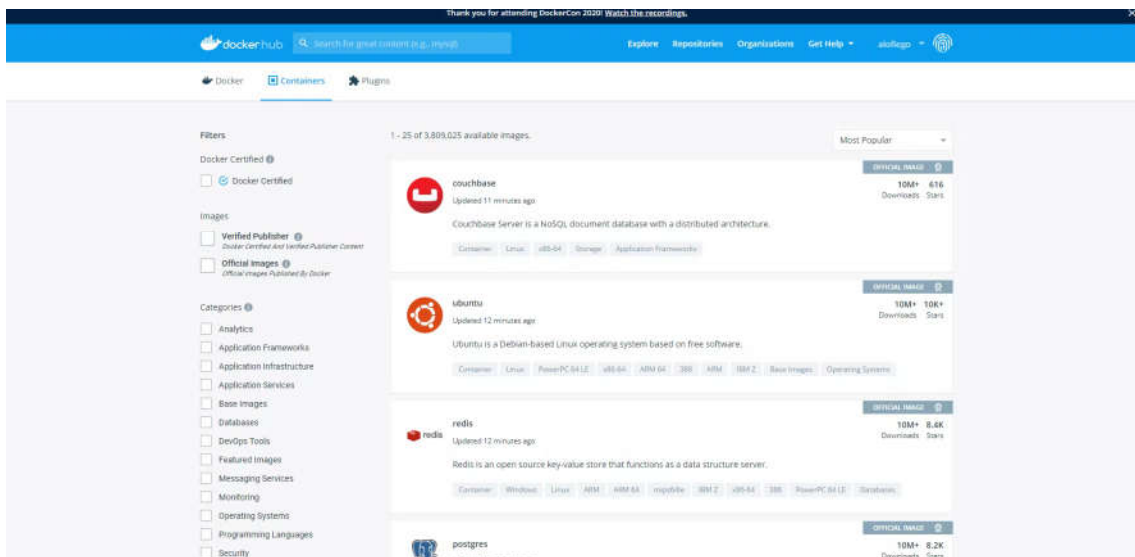 Thank you for attending DockerCon 2020! Watch the recordings.
docker hub
Search for great content (e.g., mysql)
Explore Repositories Organizations Get Help
Docker Containers Plugins
Filters
1 - 25 of 3,809,025 available images.
Most Popular
Docker Certified
Docker Certified
Images
Verified Publisher
Docker Certified And Verified Publisher Content
Official Images
Official Images Published By Docker
Categories
Analytics
Application Frameworks
Application Infrastructure
Application Services
Base Images
Databases
DevOps Tools
Featured Images
Messaging Services
Monitoring
Operating Systems
Programming Languages
Security
OFFICIAL IMAGE
couchbase
10M+ 616
Updated 11 minutes ago
Downloads Stars
Couchbase Server is a NoSQL document database with a distributed architecture.
Container Linux x86-64 Storage Application Frameworks
OFFICIAL IMAGE
ubuntu
10M+ 10K+
Updated 12 minutes ago
Downloads Stars
Ubuntu is a Debian-based Linux operating system based on free software.
Container Linux PowerPC 64 LE x86-64 ARM 64 386 ARM IBM Z Base Images Operating Systems
OFFICIAL IMAGE
redis
redis
10M+ 8.4K
Updated 12 minutes ago
Downloads Stars
Redis is an open source key-value store that functions as a data structure server.
Container Windows Linux ARM ARM 64 mips64le IBM Z x86-64 386 PowerPC 64 LE Databases
OFFICIAL IMAGE
postgres
10M+ 8.2K
Downloads Stars